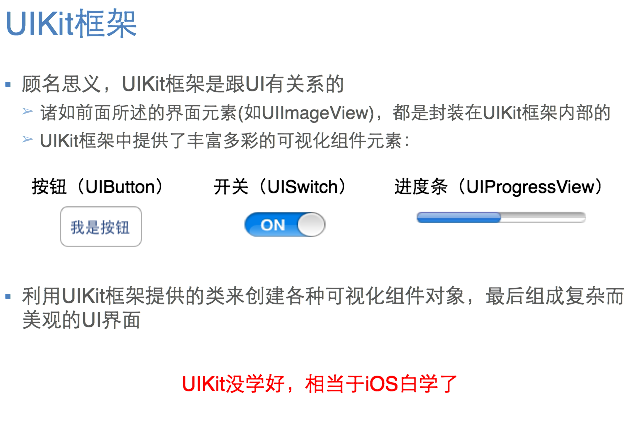 UIKit框架
顾名思义，UIKit框架是跟UI有关系的
诸如前面所述的界面元素(如UIImageView)，都是封装在UIKit框架内部的
UIKit框架中提供了丰富多彩的可视化组件元素：
按钮（UIButton） 开关（UISwitch） 进度条（UIProgressView）
我是按钮 ON
利用UIKit框架提供的类来创建各种可视化组件对象，最后组成复杂而
美观的UI界面
UIKit没学好，相当于iOS白学了